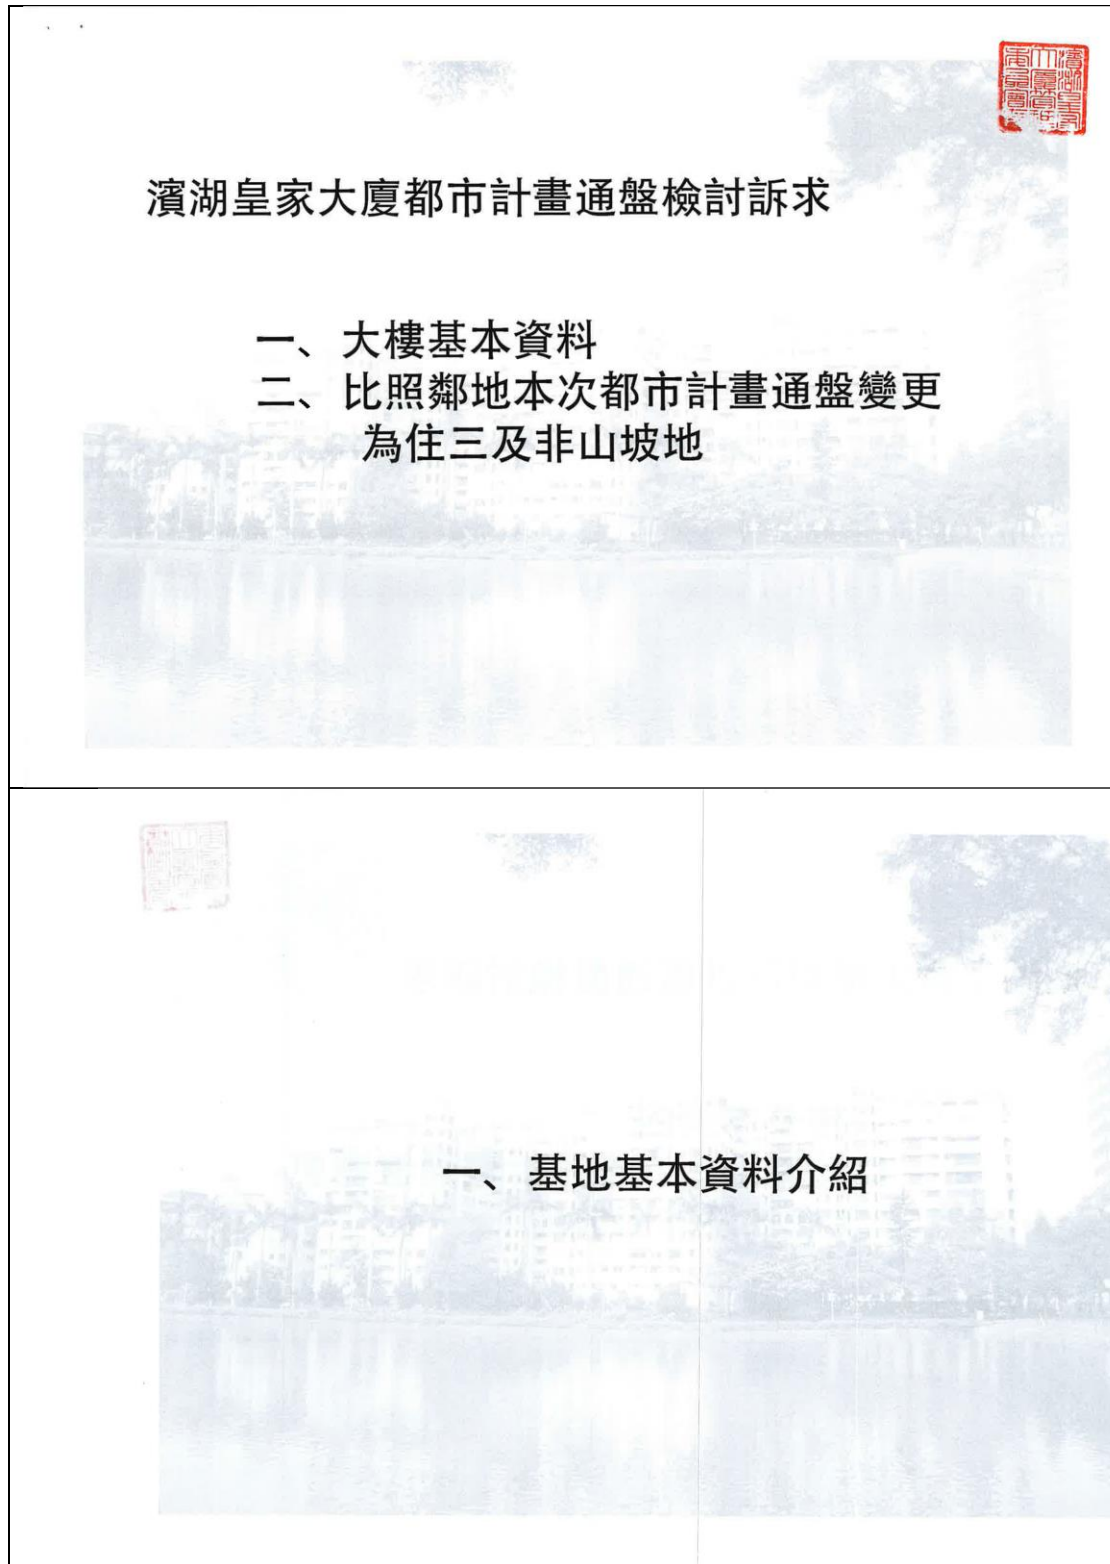 濱湖皇家大廈都市計畫通盤檢討訴求
一、大樓基本資料
二、比照鄰地本次都市計畫通盤變更
為住三及非山坡地
一、基地基本資料介紹